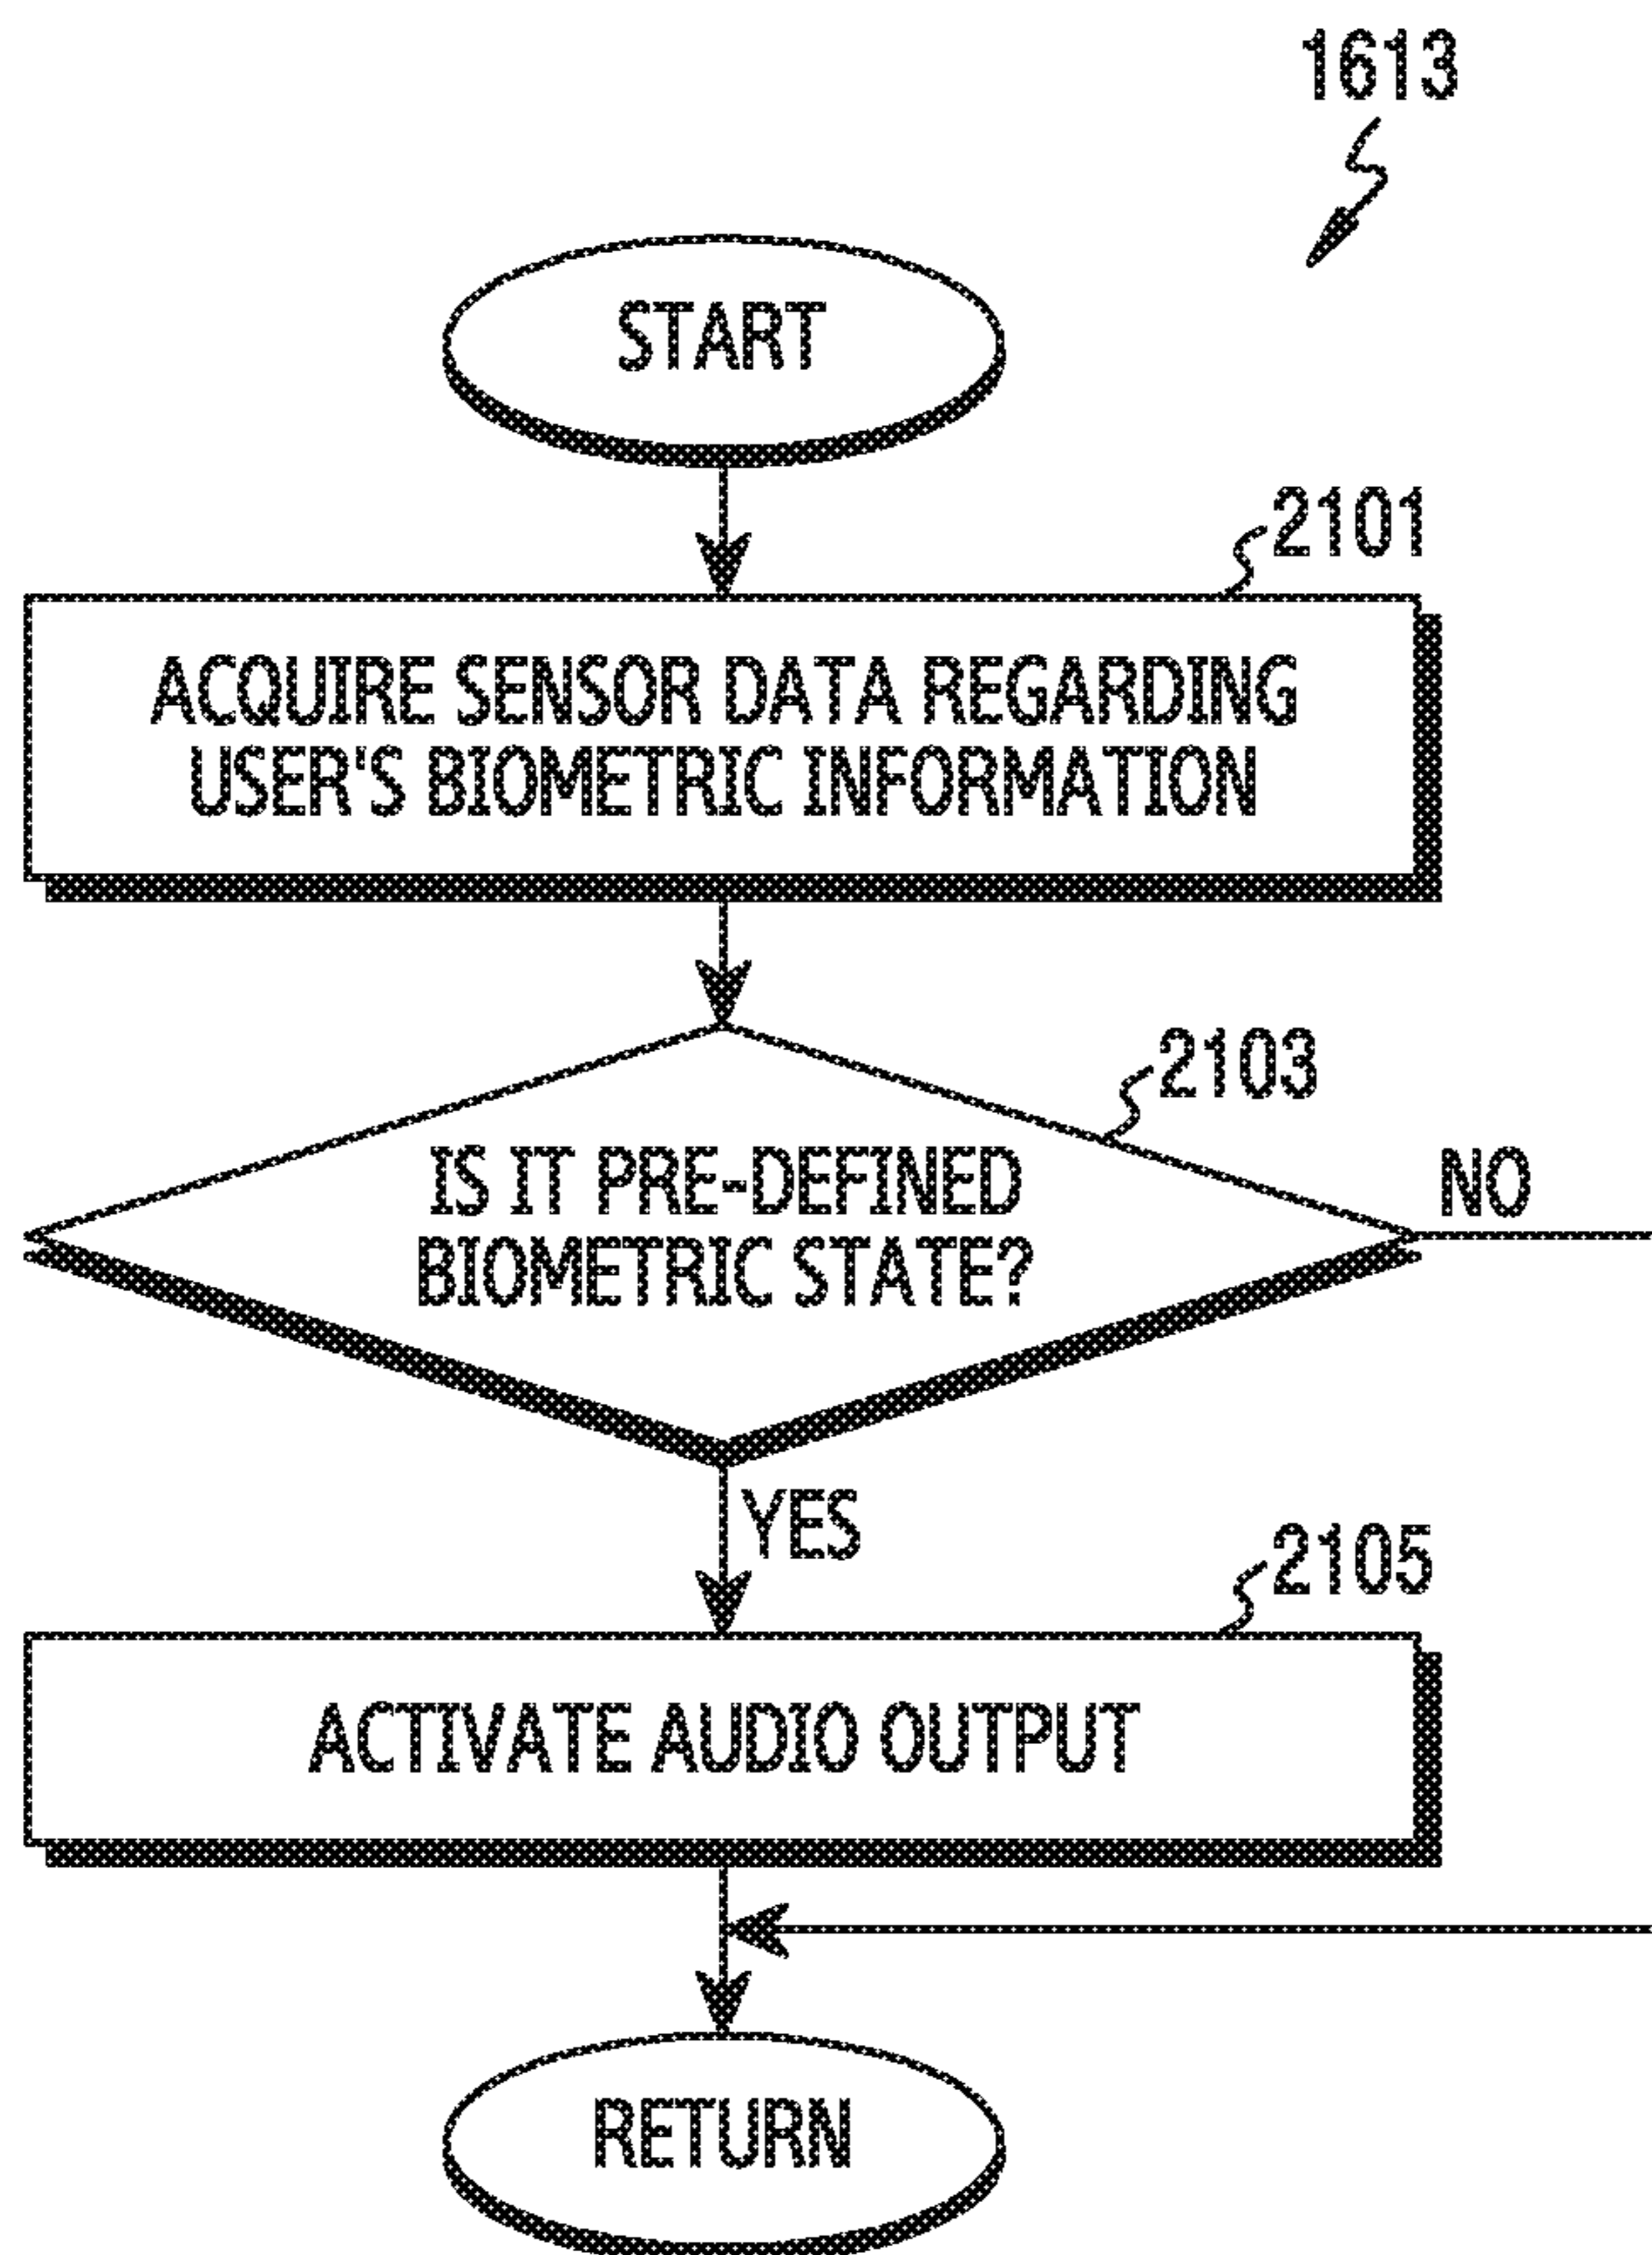 1613
START
2101
ACQUIRE SENSOR DATA REGARDING
USER'S BIOMETRIC INFORMATION
2103
IS IT PRE-DEFINED
BIOMETRIC STATE?
NO
YES
2105
ACTIVATE AUDIO OUTPUT
RETURN